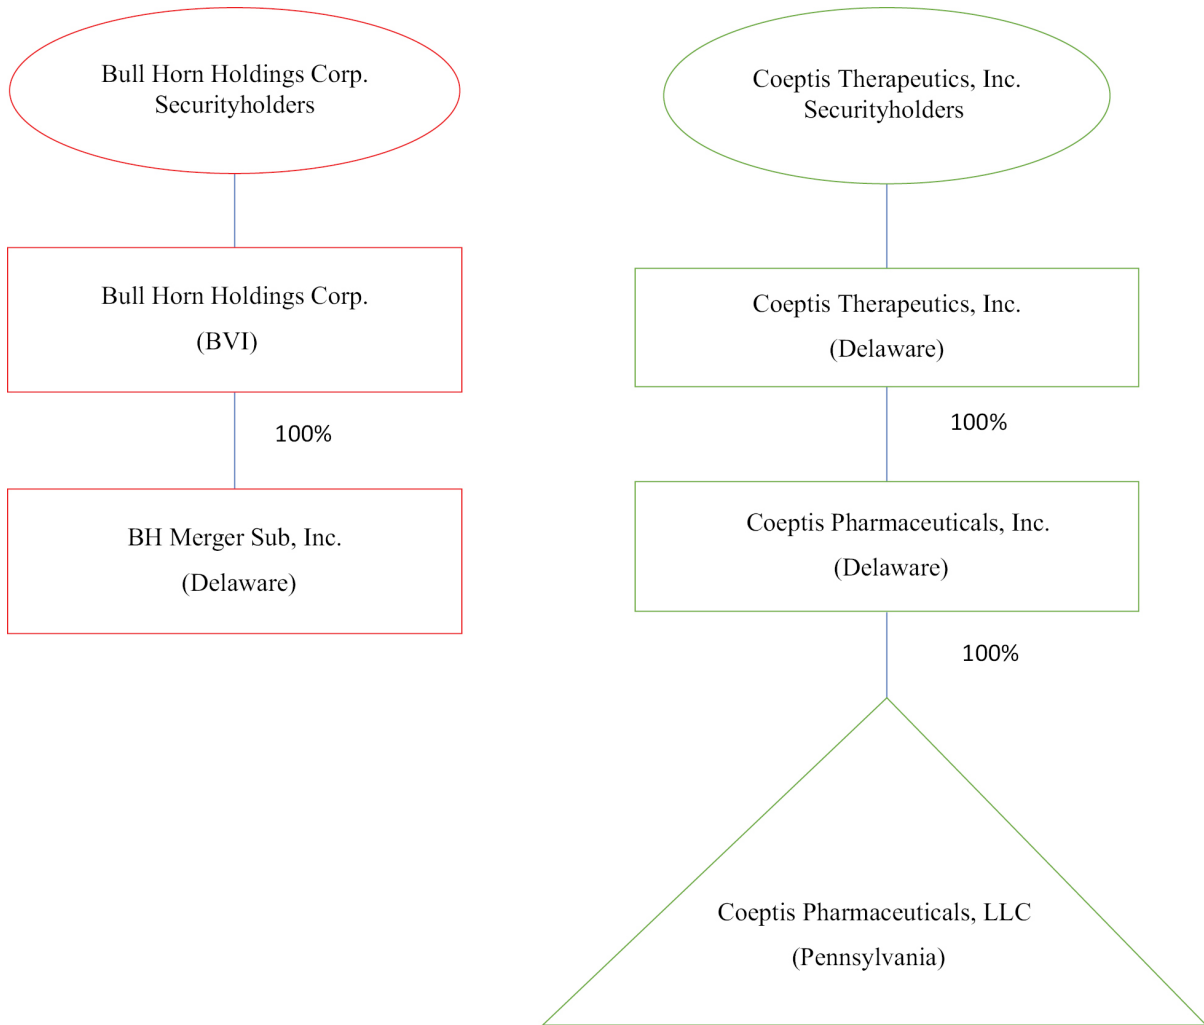 Bull Horn Holdings Corp.
Securityholders
Bull Horn Holdings Corp.
(BVI)
100%
BH Merger Sub, Inc.
(Delaware)
Coeptis Therapeutics, Inc.
Securityholders
Coeptis Therapeutics, Inc.
(Delaware)
100%
Coeptis Pharmaceuticals, Inc.
(Delaware)
100%
Coeptis Pharmaceuticals, LLC
(Pennsylvania)